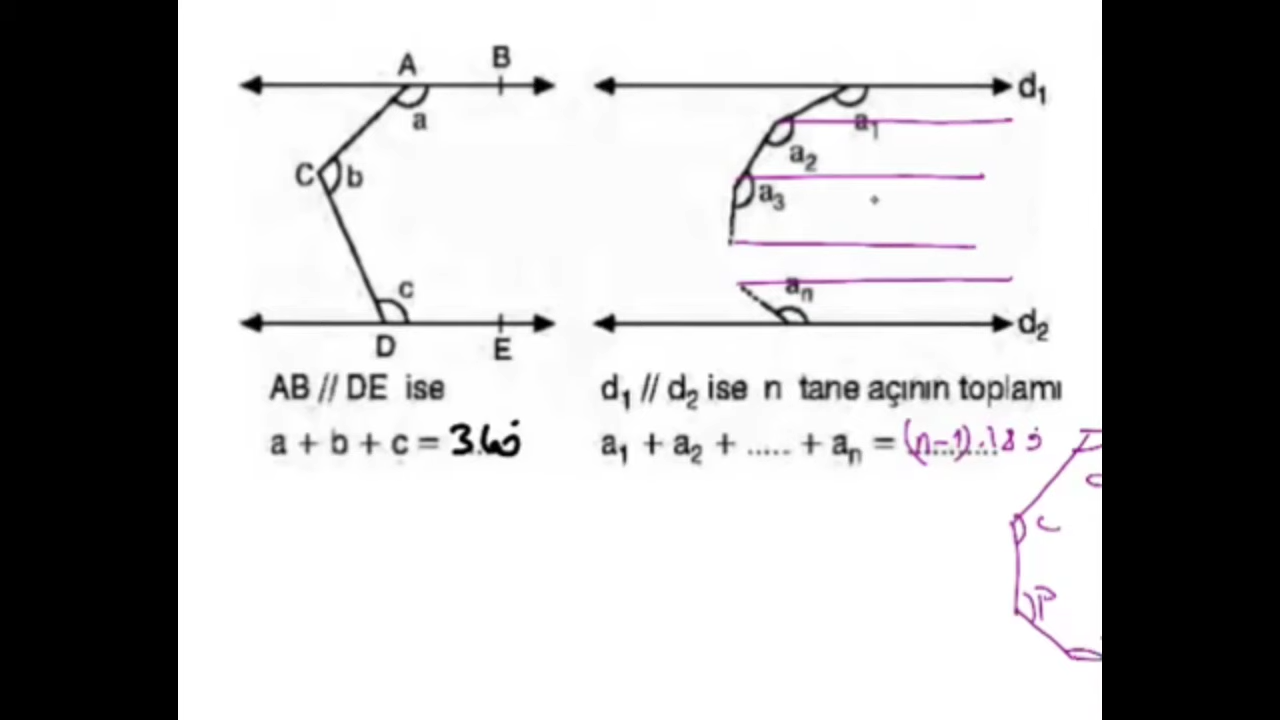 A B
a
C b
c
D E
d₁
a₁
a₂
a₃
aₙ
d₂
AB // DE ise
a + b + c = 360°
d₁ // d₂ ise n tane açının toplamı
a₁ + a₂ + ..... + aₙ = (n-1).180
C
P